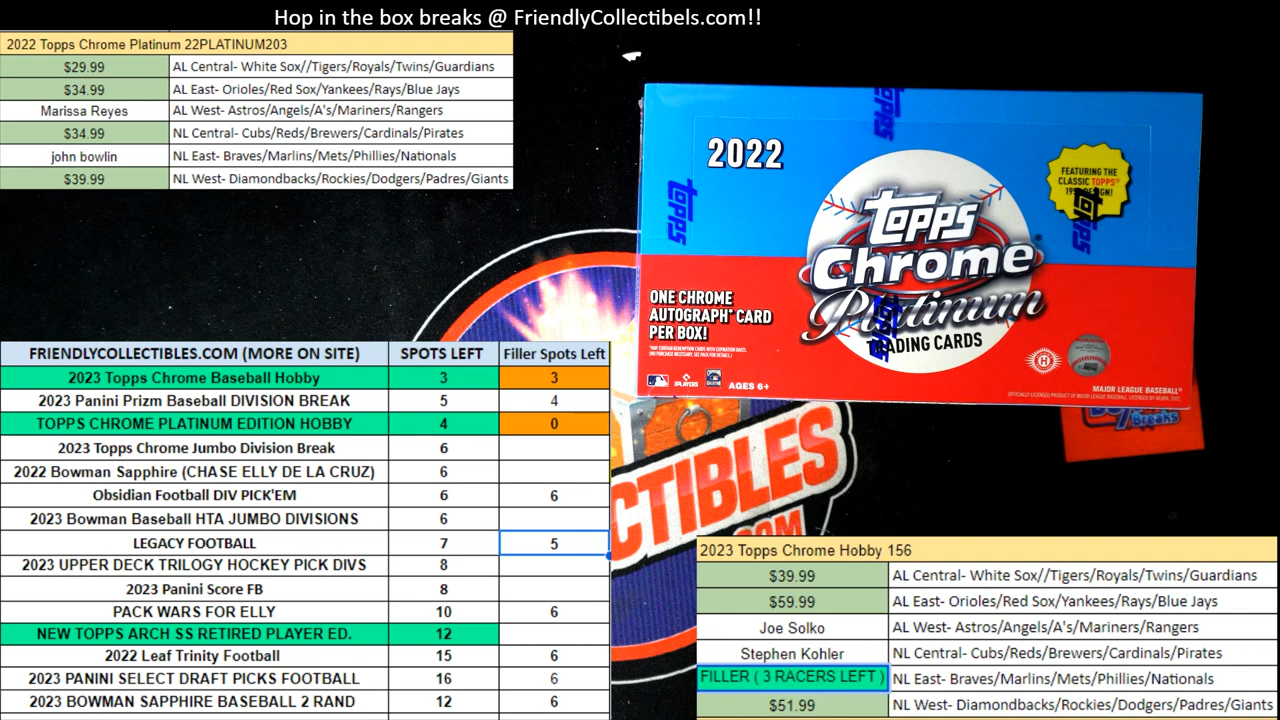 Hop in the box breaks @ FriendlyCollectibels.com!!
2022 Topps Chrome Platinum 22PLATINUM203
$29.99 AL Central- White Sox//Tigers/Royals/Twins/Guardians
$34.99 AL East- Orioles/Red Sox/Yankees/Rays/Blue Jays
Marissa Reyes AL West- Astros/Angels/A's/Mariners/Rangers
$34.99 NL Central- Cubs/Reds/Brewers/Cardinals/Pirates
john bowlin NL East- Braves/Marlins/Mets/Phillies/Nationals
$39.99 NL West- Diamondbacks/Rockies/Dodgers/Padres/Giants
2022
FEATURING THE
CLASSIC TOPPS
topps
topps
topps
topps
topps
Chrome
Platinum
TRADING CARDS
ONE CHROME
AUTOGRAPH* CARD
PER BOX!
AGES 6+
MAJOR LEAGUE BASEBALL
Breaks
CTIBLES
.COM
FRIENDLYCOLLECTIBLES.COM (MORE ON SITE) SPOTS LEFT Filler Spots Left
2023 Topps Chrome Baseball Hobby 3 3
2023 Panini Prizm Baseball DIVISION BREAK 5 4
TOPPS CHROME PLATINUM EDITION HOBBY 4 0
2023 Topps Chrome Jumbo Division Break 6
2022 Bowman Sapphire (CHASE ELLY DE LA CRUZ) 6
Obsidian Football DIV PICK'EM 6 6
2023 Bowman Baseball HTA JUMBO DIVISIONS 6
LEGACY FOOTBALL 7 5
2023 UPPER DECK TRILOGY HOCKEY PICK DIVS 8
2023 Panini Score FB 8
PACK WARS FOR ELLY 10 6
NEW TOPPS ARCH SS RETIRED PLAYER ED. 12
2022 Leaf Trinity Football 15 6
2023 PANINI SELECT DRAFT PICKS FOOTBALL 16 6
2023 BOWMAN SAPPHIRE BASEBALL 2 RAND 12 6
2023 Topps Chrome Hobby 156
$39.99 AL Central- White Sox//Tigers/Royals/Twins/Guardians
$59.99 AL East- Orioles/Red Sox/Yankees/Rays/Blue Jays
Joe Solko AL West- Astros/Angels/A's/Mariners/Rangers
Stephen Kohler NL Central- Cubs/Reds/Brewers/Cardinals/Pirates
FILLER ( 3 RACERS LEFT ) NL East- Braves/Marlins/Mets/Phillies/Nationals
$51.99 NL West- Diamondbacks/Rockies/Dodgers/Padres/Giants